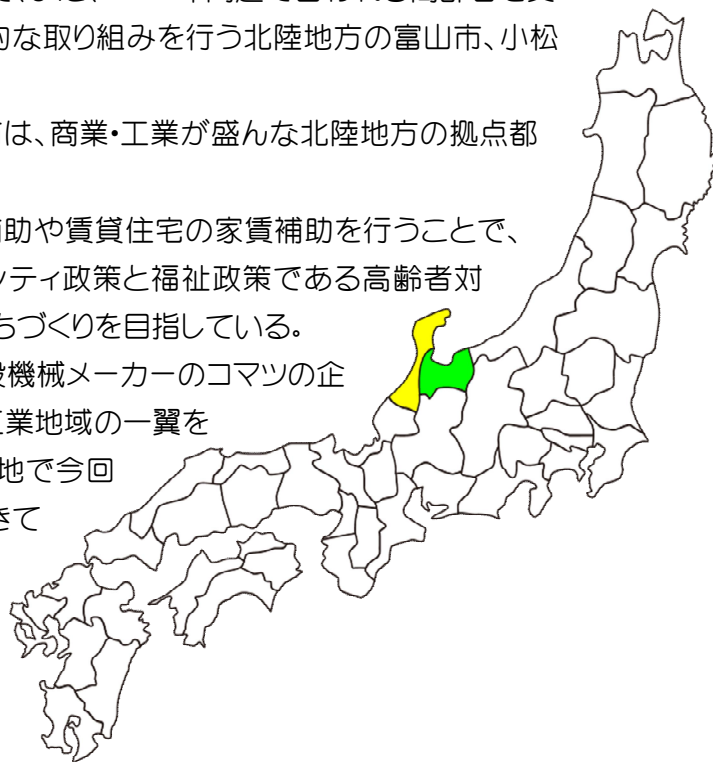 的な取り組みを行う北陸地方の富山市、小松
は、商業・工業が盛んな北陸地方の拠点都
助や賃貸住宅の家賃補助を行うことで、
ティ政策と福祉政策である高齢者対
ちづくりを目指している。
機械メーカーのコマツの企
工業地域の一翼を
地で今回
きて